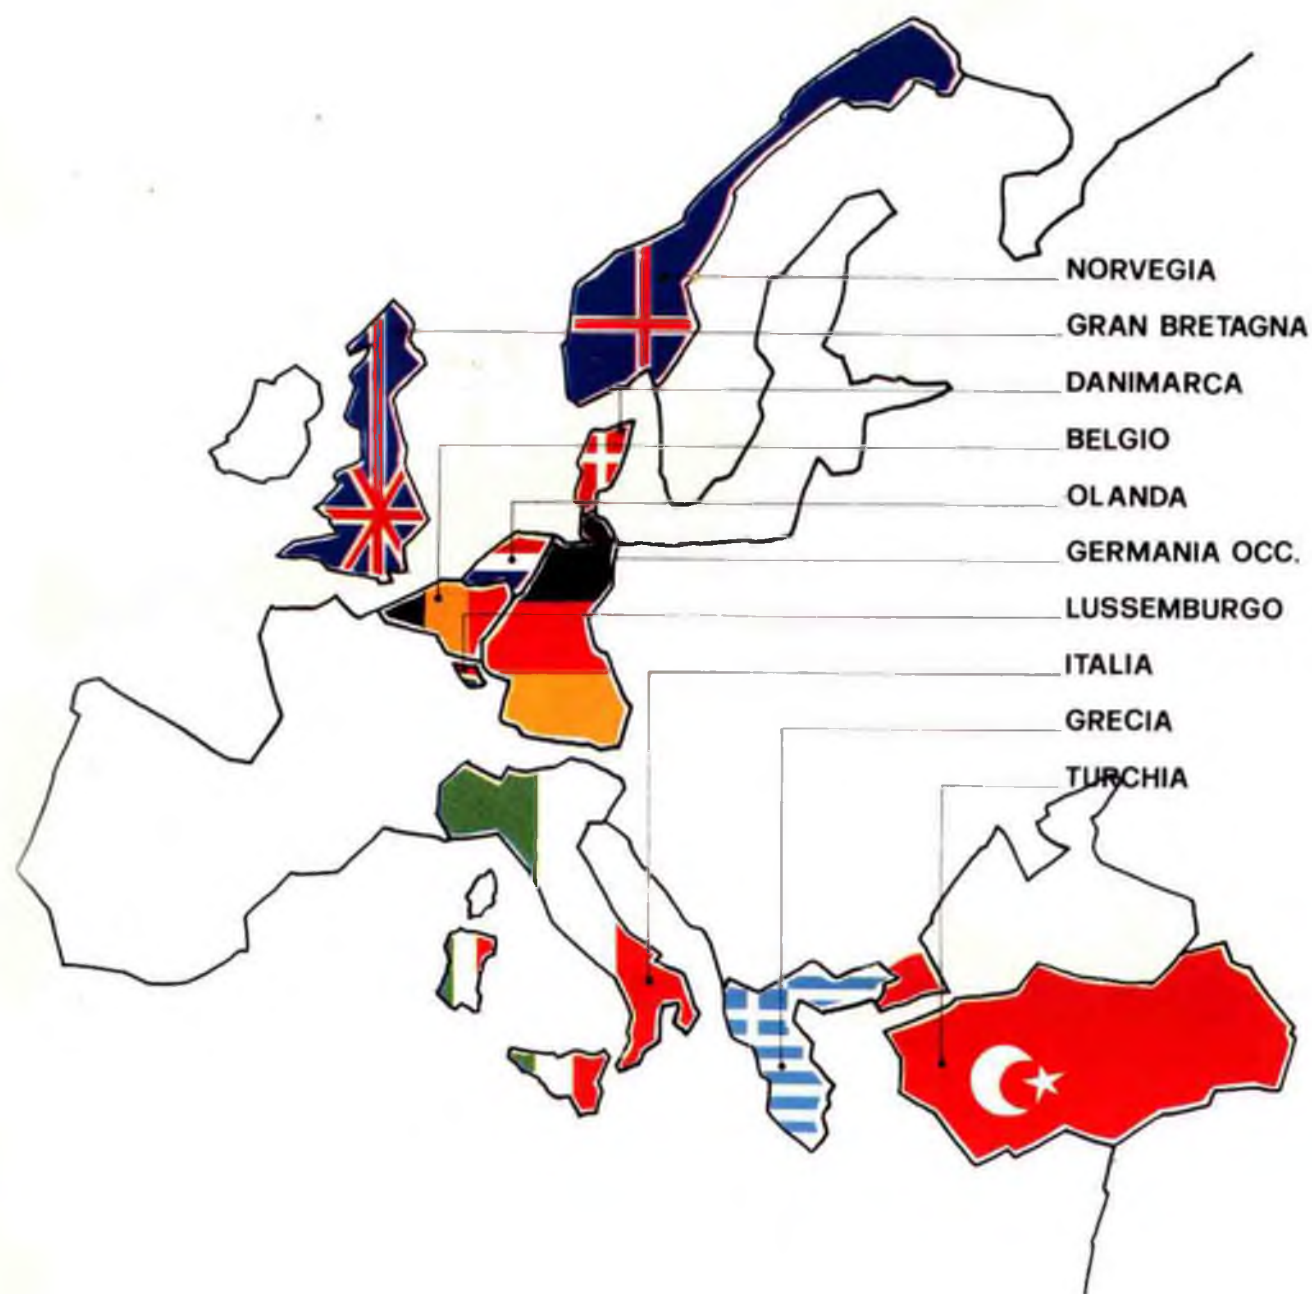 NORVEGIA
GRAN BRETAGNA
DANIMARCA
BELGIO
OLANDA
GERMANIA OCC.
LUSSEMBURGO
ITALIA
GRECIA
TURCHIA